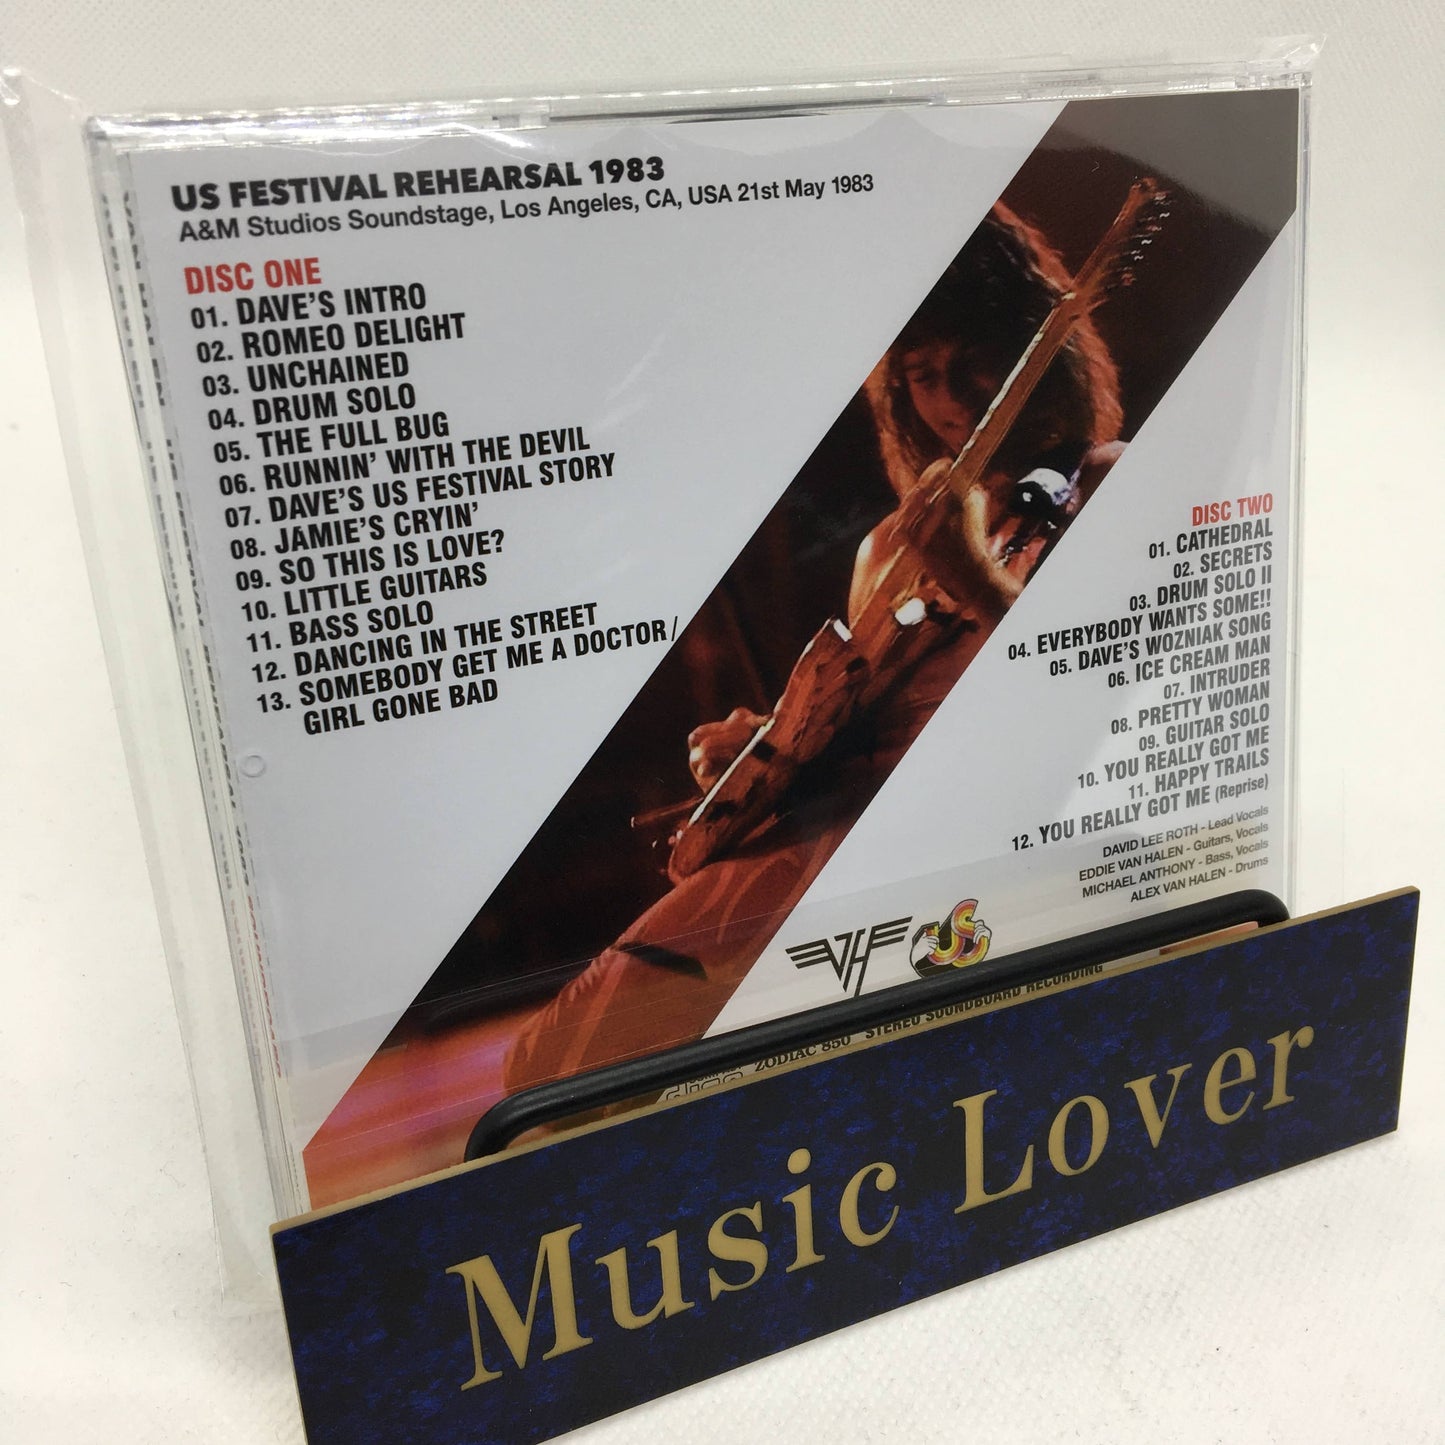 US FESTIVAL REHEARSAL 1983
A&M Studios Soundstage, Los Angeles, CA, USA 21st May 1983
DISC ONE
01. DAVE'S INTRO
02. ROMEO DELIGHT
03. UNCHAINED
04. DRUM SOLO
05. THE FULL BUG
06. RUNNIN' WITH THE DEVIL
07. DAVE'S US FESTIVAL STORY
08. JAMIE'S CRYIN'
09. SO THIS IS LOVE?
10. LITTLE GUITARS
11. BASS SOLO
12. DANCING IN THE STREET
13. SOMEBODY GET ME A DOCTOR /
GIRL GONE BAD
DISC TWO
01. CATHEDRAL
02. SECRETS
03. DRUM SOLO II
04. EVERYBODY WANTS SOME!!
05. DAVE'S WOZNIAK SONG
06. ICE CREAM MAN
07. INTRUDER
08. PRETTY WOMAN
09. GUITAR SOLO
10. YOU REALLY GOT ME
11. HAPPY TRAILS
12. YOU REALLY GOT ME (Reprise)
DAVID LEE ROTH - Lead Vocals
EDDIE VAN HALEN - Guitars, Vocals
MICHAEL ANTHONY - Bass, Vocals
ALEX VAN HALEN - Drums
VH
US
ZODIAC 850 STEREO SOUNDBOARD RECORDING
Music Lover